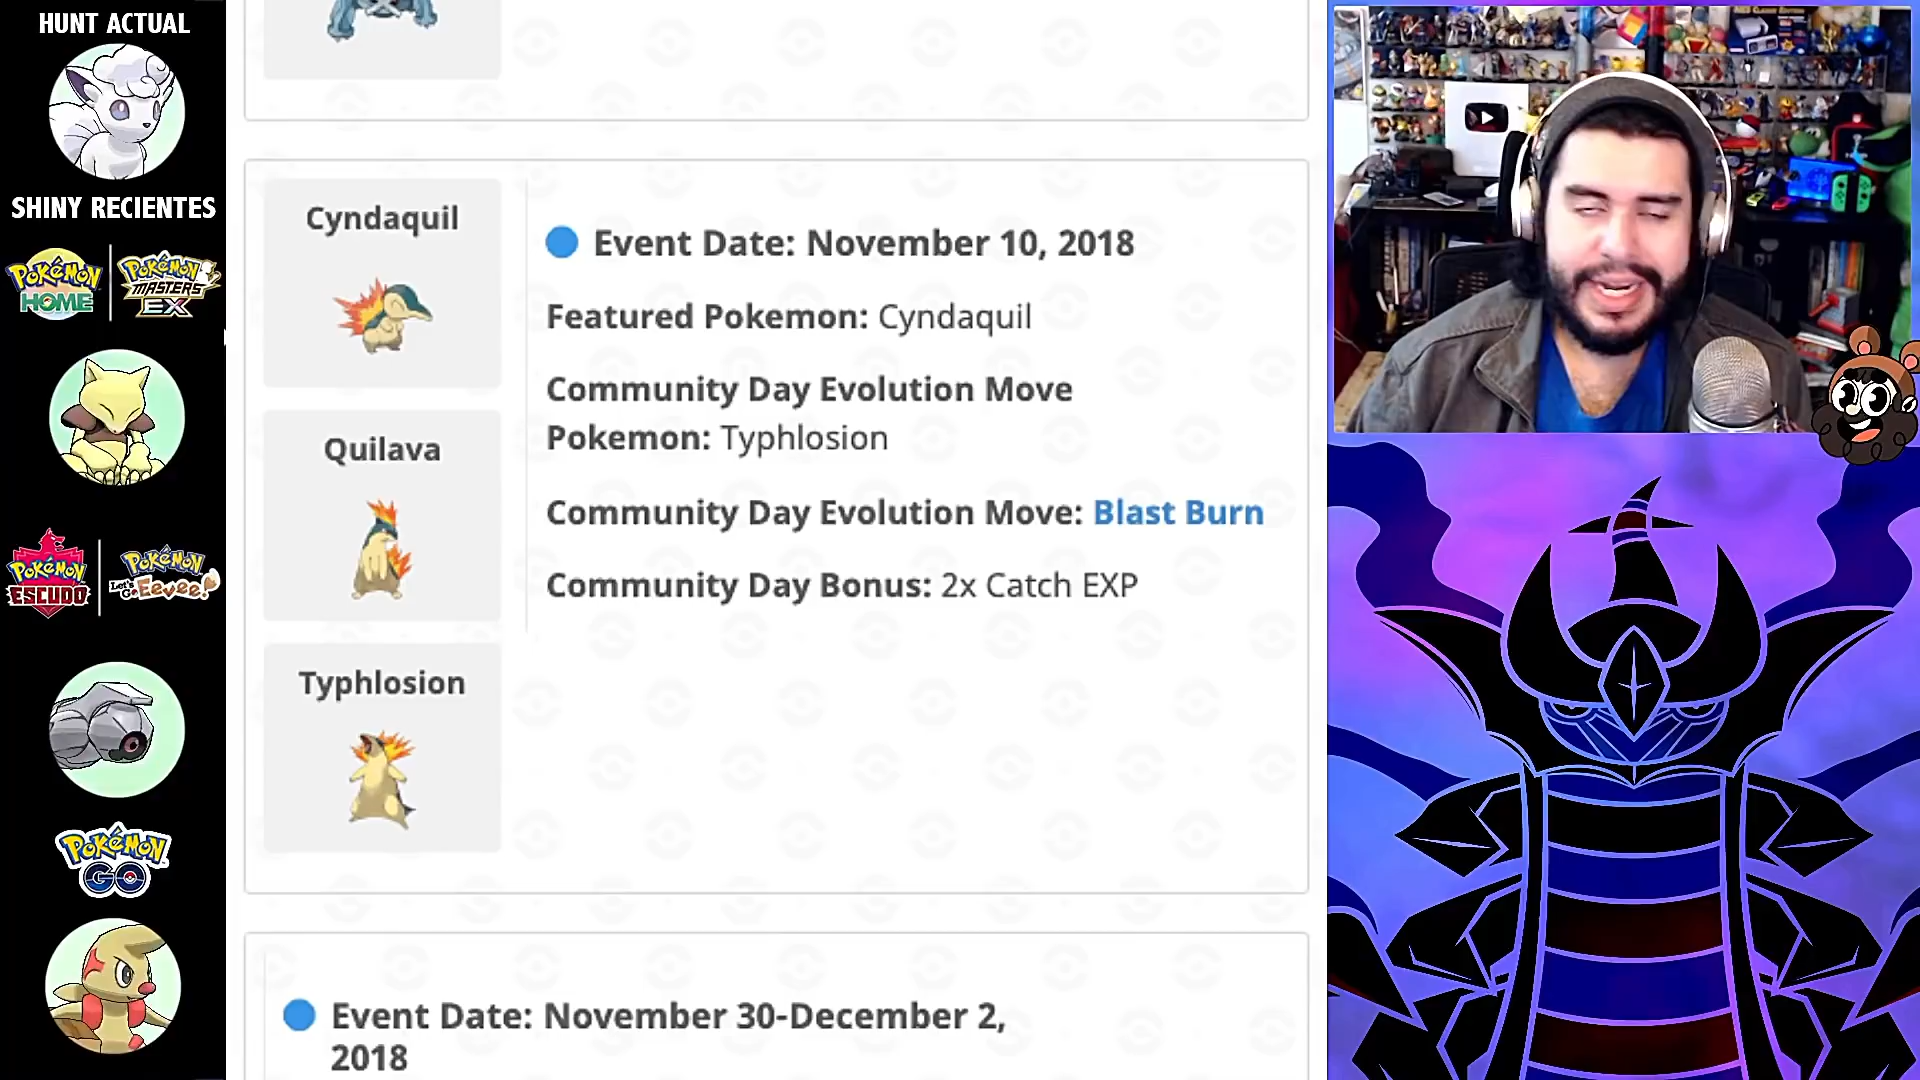 HUNT ACTUAL
SHINY RECIENTES
POKéMON
HOME
POKéMON
MASTERS
EX
POKéMON
ESCUDO
POKéMON
Let's Go, Eevee!
POKéMON
GO
Cyndaquil
Quilava
Typhlosion
Event Date: November 10, 2018
Featured Pokemon: Cyndaquil
Community Day Evolution Move
Pokemon: Typhlosion
Community Day Evolution Move: Blast Burn
Community Day Bonus: 2x Catch EXP
Event Date: November 30-December 2,
2018